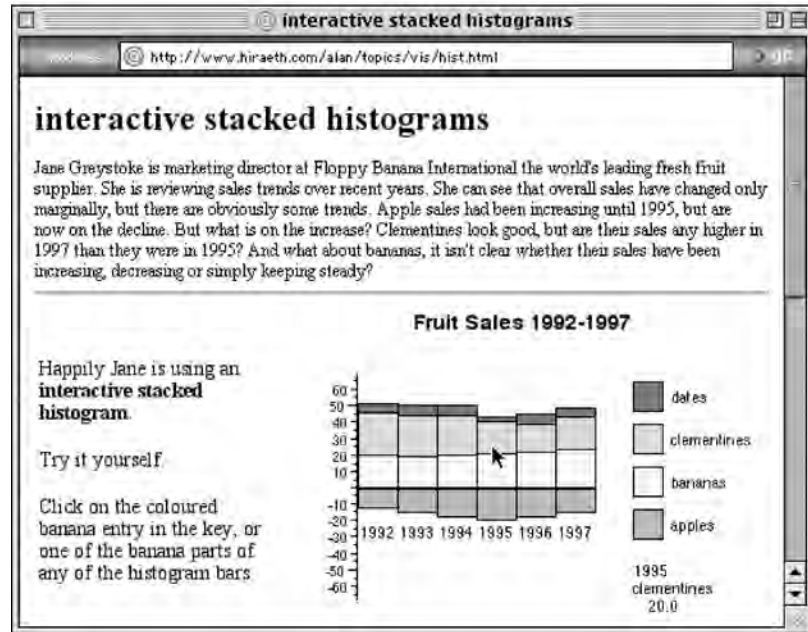 interactive stacked histograms
http://www.hiraeth.com/alan/topics/vis/hist.html
interactive stacked histograms
Jane Greystoke is marketing director at Floppy Banana International the world's leading fresh fruit
supplier. She is reviewing sales trends over recent years. She can see that overall sales have changed only
marginally, but there are obviously some trends. Apple sales had been increasing until 1995, but are
now on the decline. But what is on the increase? Clementines look good, but are their sales any higher in
1997 than they were in 1995? And what about bananas, it isn't clear whether their sales have been
increasing, decreasing or simply keeping steady?
Happily Jane is using an
interactive stacked
histogram.
Try it yourself.
Click on the coloured
banana entry in the key, or
one of the banana parts of
any of the histogram bars
Fruit Sales 1992-1997
60
50
40
30
20
10
-10
-20
-30
-40
-50
-60
1992 1993 1994 1995 1996 1997
dates
clementines
bananas
apples
1995
clementines
20.0